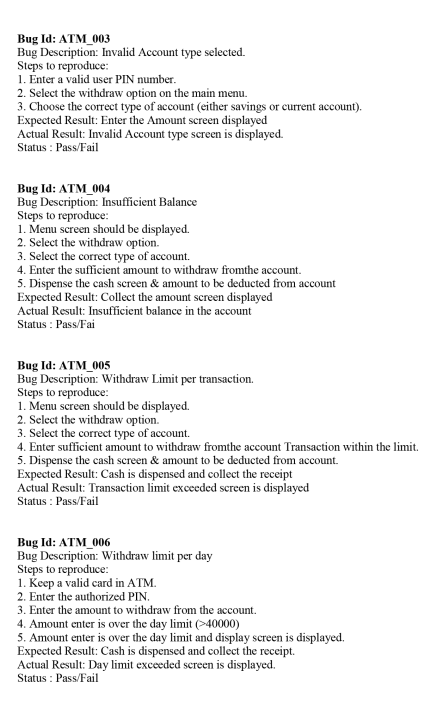 Bug Id: ATM_003
Bug Description: Invalid Account type selected.
Steps to reproduce:
1. Enter a valid user PIN number.
2. Select the withdraw option on the main menu.
3. Choose the correct type of account (either savings or current account).
Expected Result: Enter the Amount screen displayed
Actual Result: Invalid Account type screen is displayed.
Status : Pass/Fail
Bug Id: ATM_004
Bug Description: Insufficient Balance
Steps to reproduce:
1. Menu screen should be displayed.
2. Select the withdraw option.
3. Select the correct type of account.
4. Enter the sufficient amount to withdraw fromthe account.
5. Dispense the cash screen & amount to be deducted from account
Expected Result: Collect the amount screen displayed
Actual Result: Insufficient balance in the account
Status : Pass/Fai
Bug Id: ATM_005
Bug Description: Withdraw Limit per transaction.
Steps to reproduce:
1. Menu screen should be displayed.
2. Select the withdraw option.
3. Select the correct type of account.
4. Enter sufficient amount to withdraw fromthe account Transaction within the limit.
5. Dispense the cash screen & amount to be deducted from account.
Expected Result: Cash is dispensed and collect the receipt
Actual Result: Transaction limit exceeded screen is displayed
Status : Pass/Fail
Bug Id: ATM_006
Bug Description: Withdraw limit per day
Steps to reproduce:
1. Keep a valid card in ATM.
2. Enter the authorized PIN.
3. Enter the amount to withdraw from the account.
4. Amount enter is over the day limit (>40000)
5. Amount enter is over the day limit and display screen is displayed.
Expected Result: Cash is dispensed and collect the receipt.
Actual Result: Day limit exceeded screen is displayed.
Status : Pass/Fail